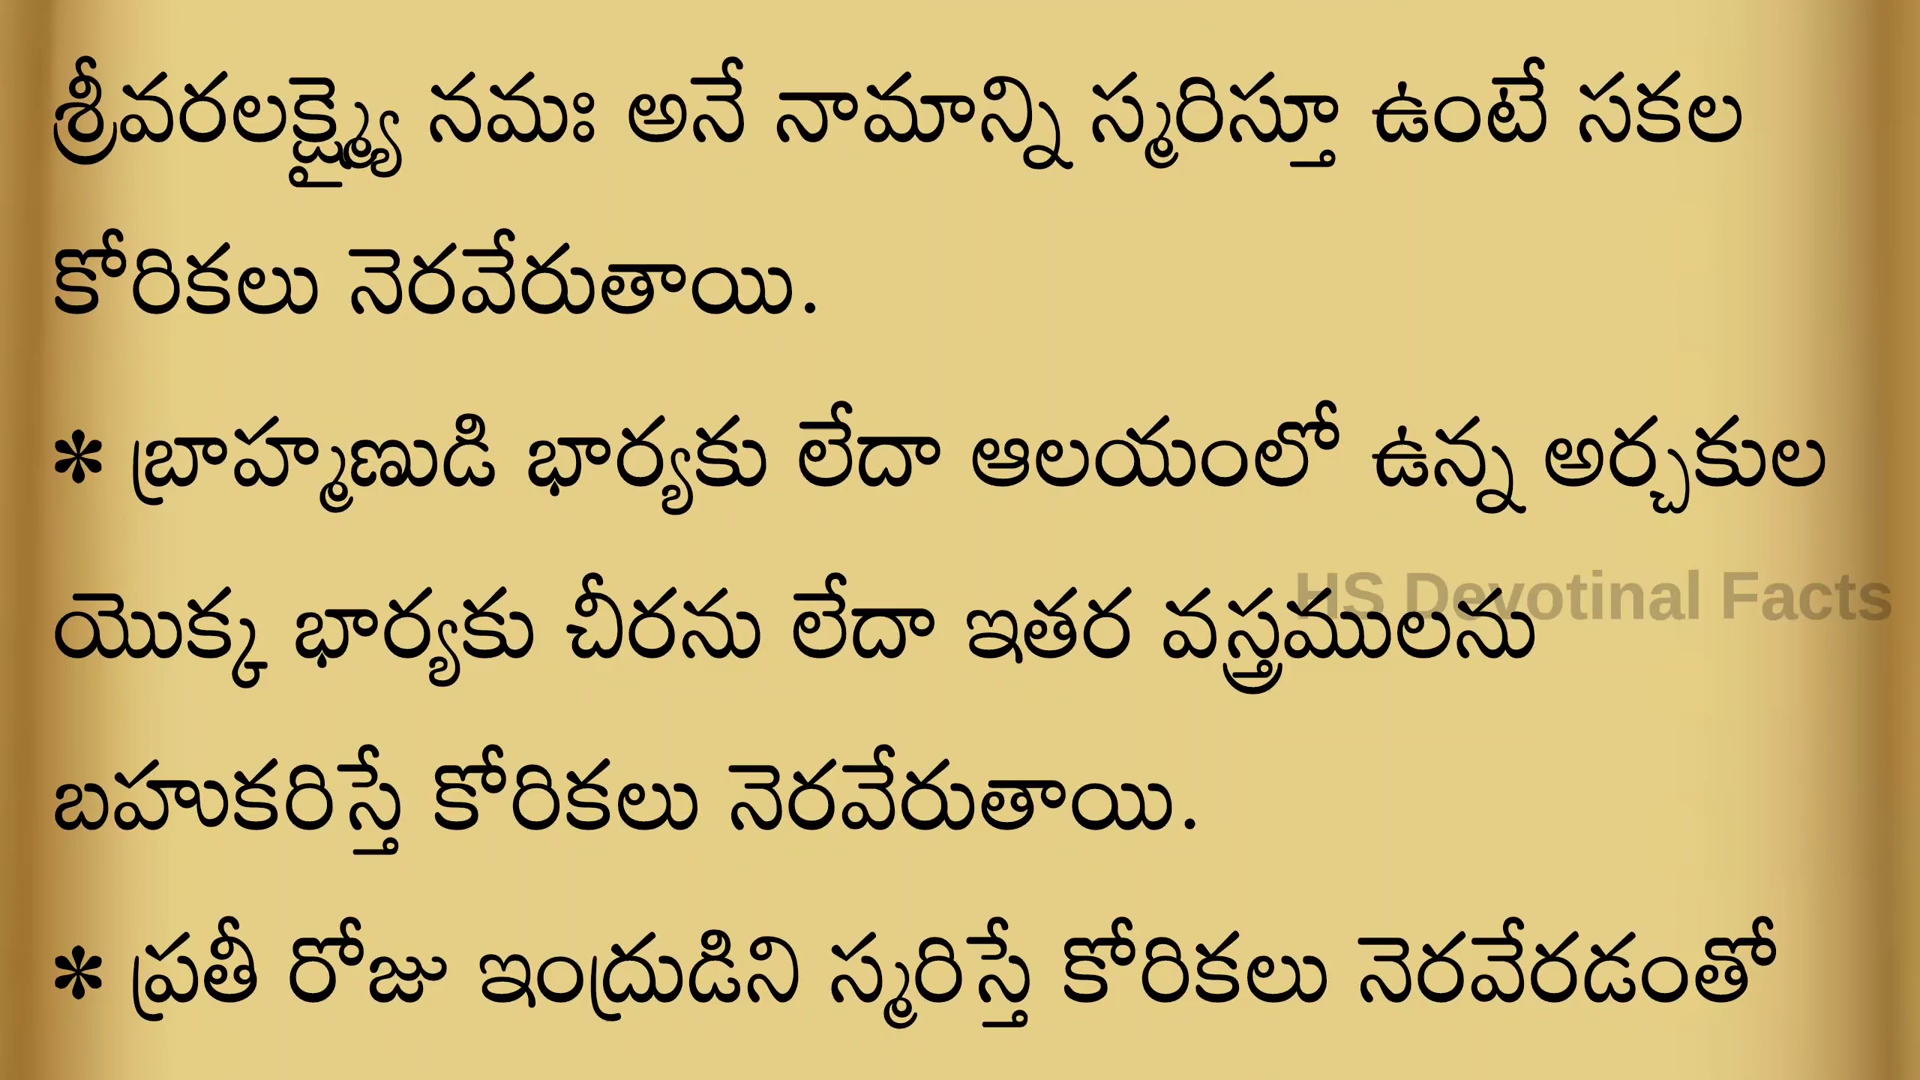 శ్రీవరలక్ష్మ్యై నమః అనే నామాన్ని స్మరిస్తూ ఉంటే సకల
కోరికలు నెరవేరుతాయి.
* బ్రాహ్మణుడి భార్యకు లేదా ఆలయంలో ఉన్న అర్చకుల
HS Devotinal Facts
యొక్క భార్యకు చీరను లేదా ఇతర వస్త్రములను
బహుకరిస్తే కోరికలు నెరవేరుతాయి.
* ప్రతీ రోజు ఇంద్రుడిని స్మరిస్తే కోరికలు నెరవేరడంతో